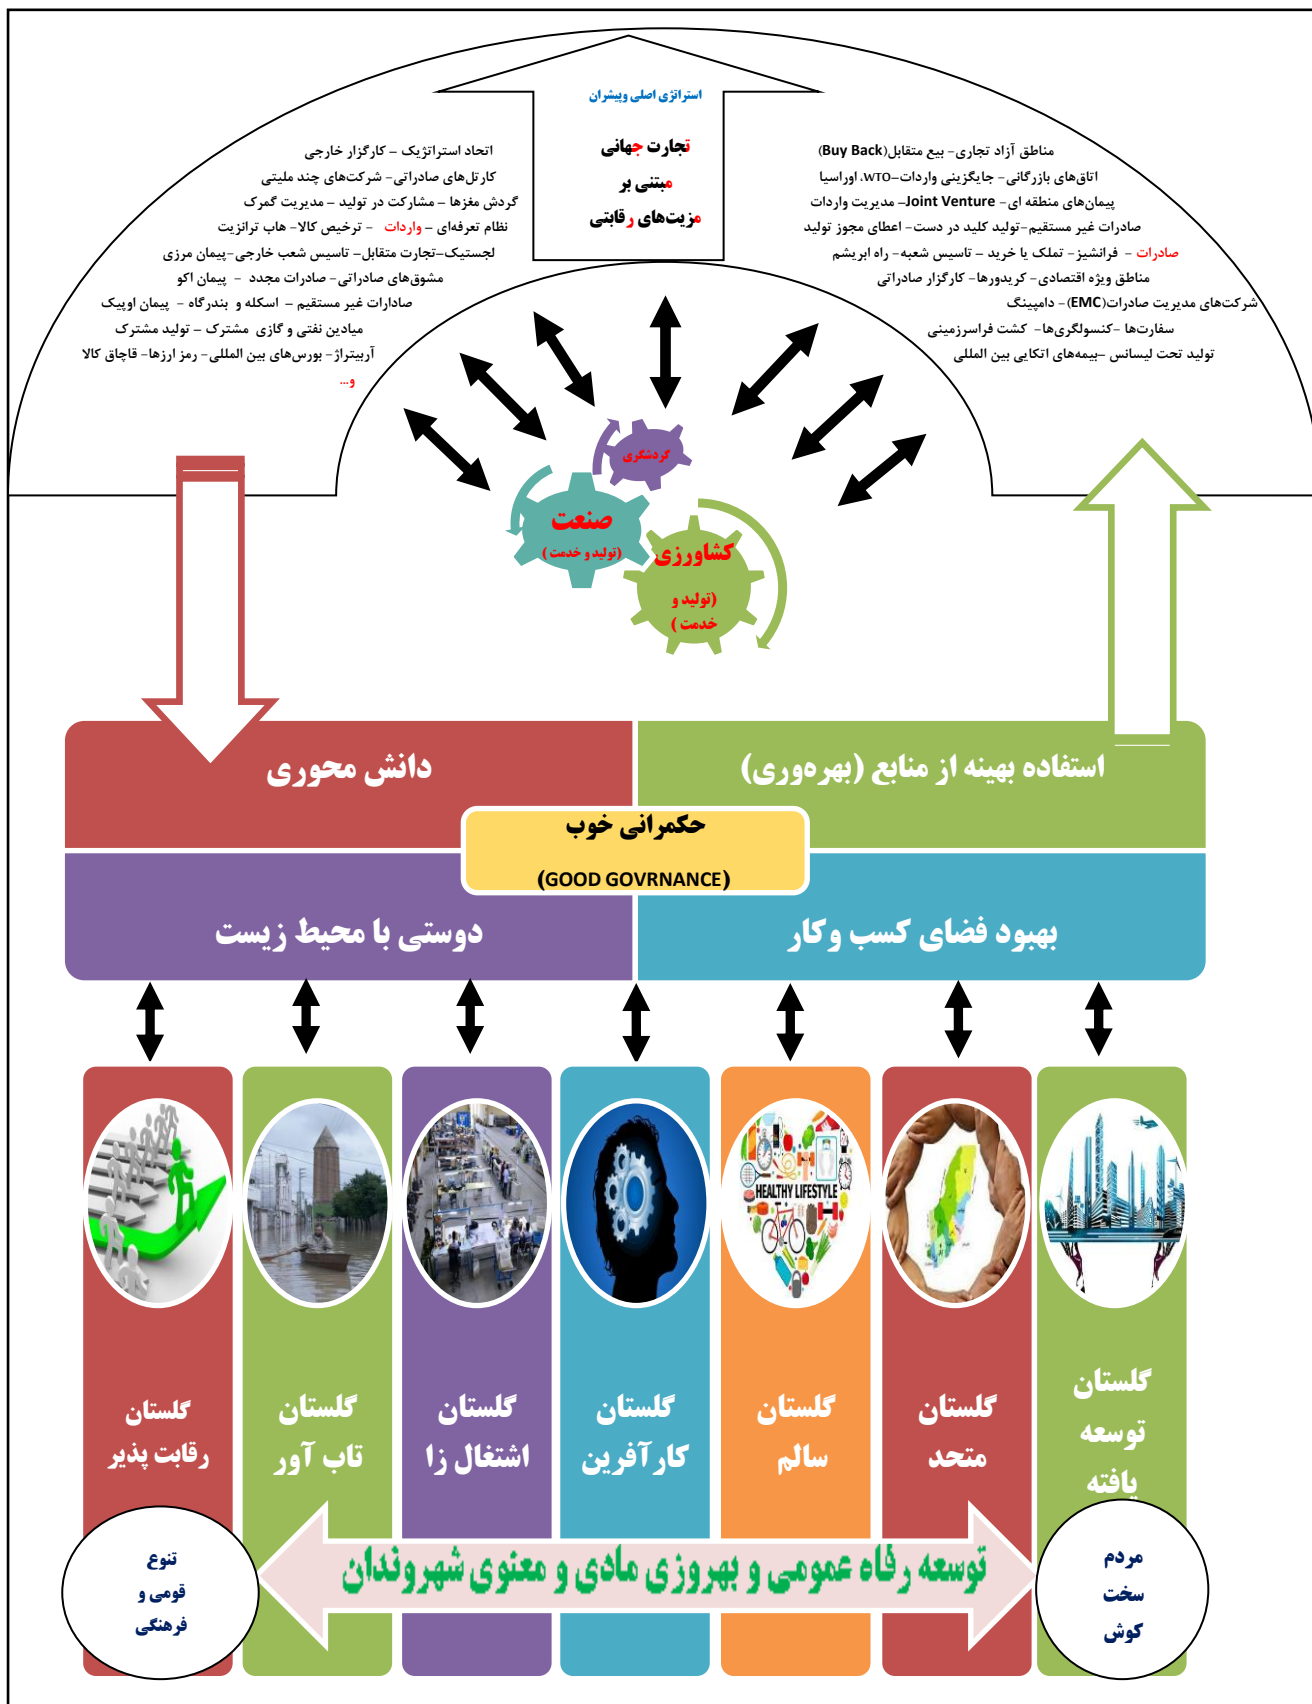 استراتژی اصلی وپیشران
تجارت جهانی
مبتنی بر
مزیت‌های رقابتی
مناطق آزاد تجاری- بیع متقابل(Buy Back)
اتاق‌های بازرگانی- جایگزینی واردات-WTO، اوراسیا
پیمان‌های منطقه ای- Joint Venture- مدیریت واردات
صادرات غیر مستقیم-تولید کلید در دست- اعطای مجوز تولید
صادرات - فرانشیز- تملک یا خرید - تاسیس شعبه- راه ابریشم
مناطق ویژه اقتصادی- کریدورها- کارگزار صادراتی
شرکت‌های مدیریت صادرات(EMC)- دامپینگ
سفارت‌ها -کنسولگری‌ها- کشت فراسرزمینی
تولید تحت لیسانس -بیمه‌های اتکایی بین المللی
اتحاد استراتژیک - کارگزار خارجی
کارتل‌های صادراتی- شرکت‌های چند ملیتی
گردش مغزها - مشارکت در تولید - مدیریت گمرک
نظام تعرفه‌ای - واردات - ترخیص کالا- هاب ترانزیت
لجستیک-تجارت متقابل- تاسیس شعب خارجی-پیمان مرزی
مشوق‌های صادراتی- صادرات مجدد - پیمان اکو
صادارات غیر مستقیم - اسکله و بندرگاه - پیمان اوپیک
میادین نفتی و گازی مشترک - تولید مشترک
آربیتراژ- بورس‌های بین المللی- رمز ارزها- قاچاق کالا
و...
گردشگری
صنعت
(تولید و خدمت )
کشاورزی
(تولید و
خدمت )
استفاده بهینه از منابع (بهره‌وری)
دانش محوری
حکمرانی خوب
(GOOD GOVRNANCE)
بهبود فضای کسب وکار
دوستی با محیط زیست
HEALTHY LIFESTYLE
گلستان
توسعه
یافته
گلستان
متحد
گلستان
سالم
گلستان
کارآفرین
گلستان
اشتغال زا
گلستان
تاب آور
گلستان
رقابت پذیر
مردم
سخت
کوش
توسعه رفاه عمومی و بهروزی مادی و معنوی شهروندان
تنوع
قومی و
فرهنگی